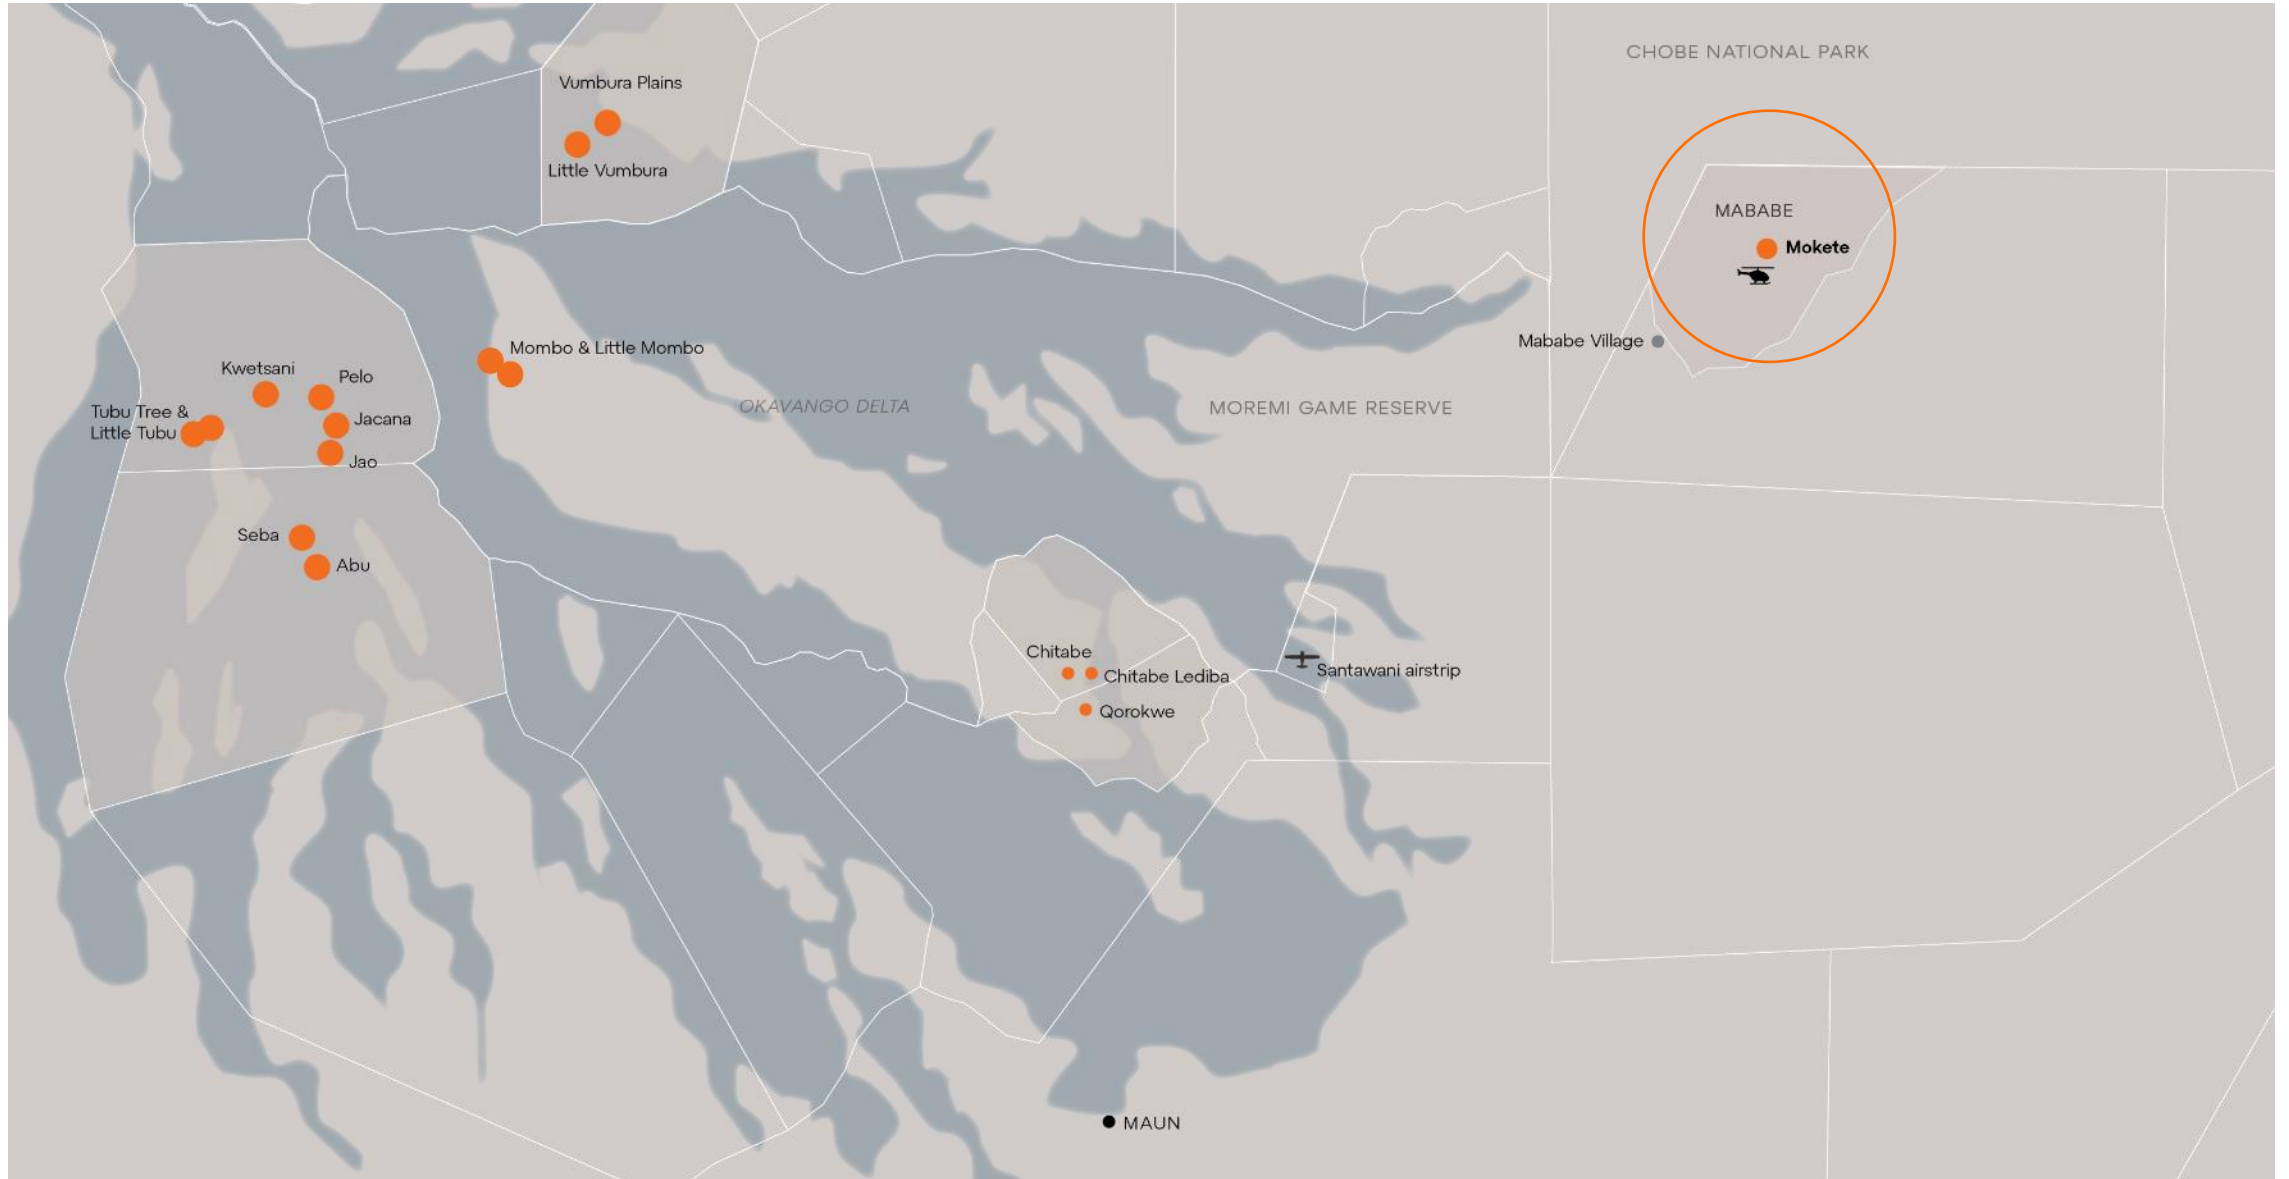 CHOBE NATIONAL PARK
Vumbura Plains
Little Vumbura
MABABE
Mokete
Mababe Village
Mombo & Little Mombo
Kwetsani
Pelo
Tubu Tree &
Little Tubu
Jacana
Jao
OKAVANGO DELTA
MOREMI GAME RESERVE
Seba
Abu
Chitabe
Chitabe Lediba
Qorokwe
Santawani airstrip
MAUN